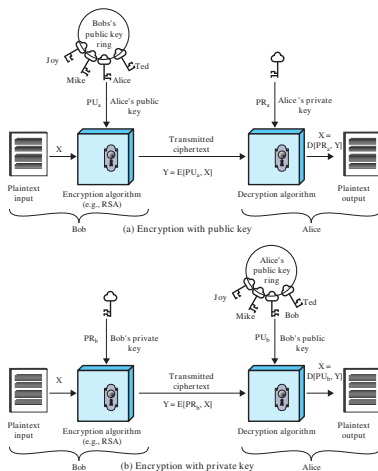 Bobs's
public key
ring
Joy
Ted
Mike
Alice
PUa
Alice's public
key
PRa
Alice's private
key
X
Transmitted
ciphertext
X =
D[PRa, Y]
Y = E[PUa, X]
Plaintext
input
Encryption algorithm
(e.g., RSA)
Decryption algorithm
Plaintext
output
Bob
(a) Encryption with public key
Alice
Alice's
public key
ring
Joy
Ted
Mike
Bob
PRb
Bob's private
key
PUb
Bob's public
key
X
Transmitted
ciphertext
X =
D[PUb, Y]
Y = E[PRb, X]
Plaintext
input
Encryption algorithm
(e.g., RSA)
Decryption algorithm
Plaintext
output
Bob
(b) Encryption with private key
Alice